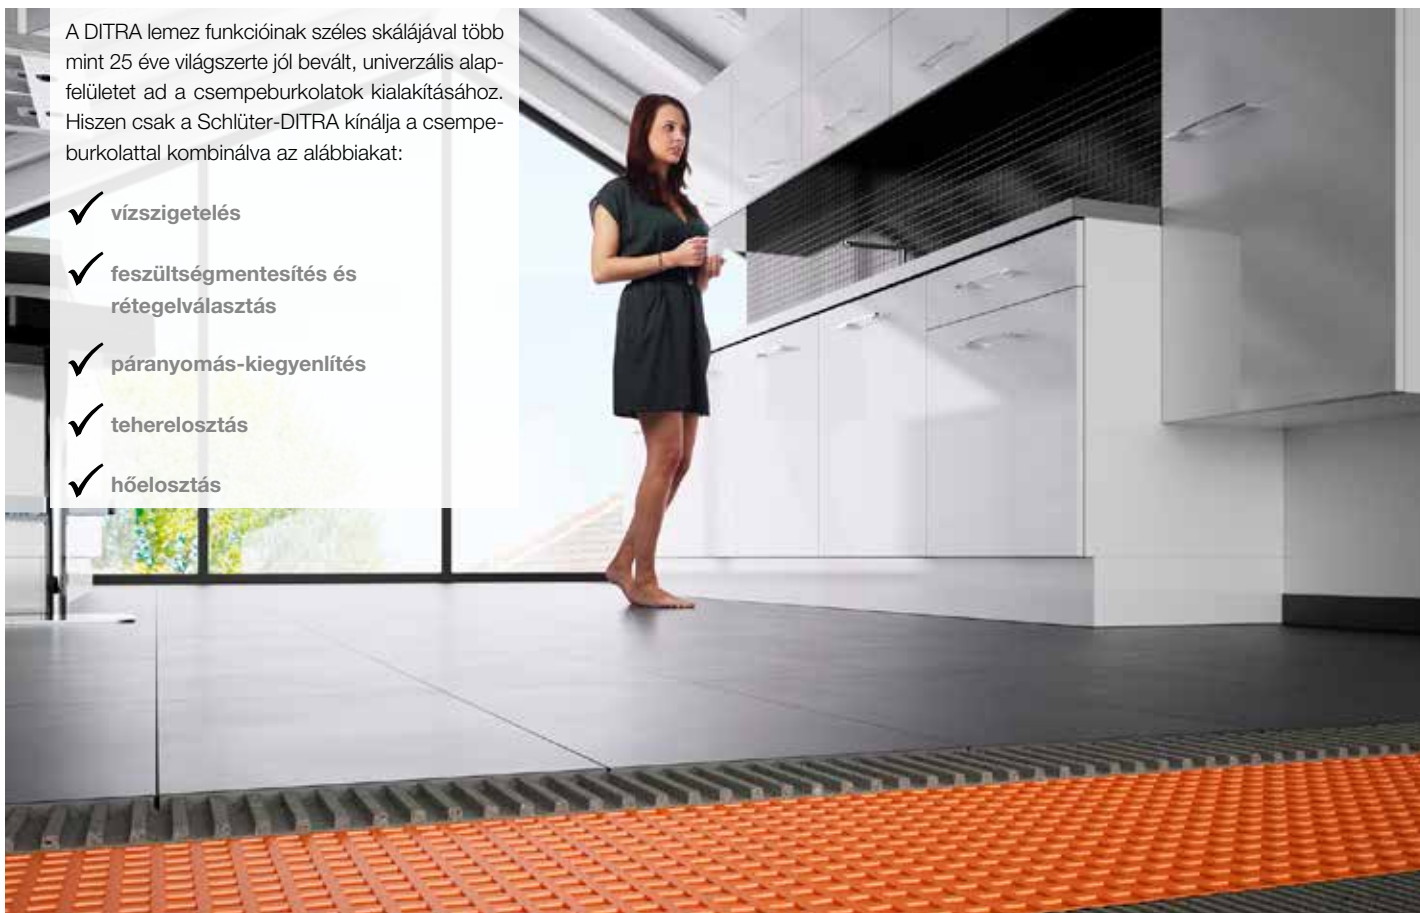 A DITRA lemez funkcióinak széles skálájával több
mint 25 éve világszerte jól bevált, univerzális alap-
felületet ad a csempeburkolatok kialakításához.
Hiszen csak a Schlüter-DITRA kínálja a csempe-
burkolattal kombinálva az alábbiakat:
vízszigetelés
feszültségmentesítés és
rétegelválasztás
páranyomás-kiegyenlítés
teherelosztás
hőelosztás